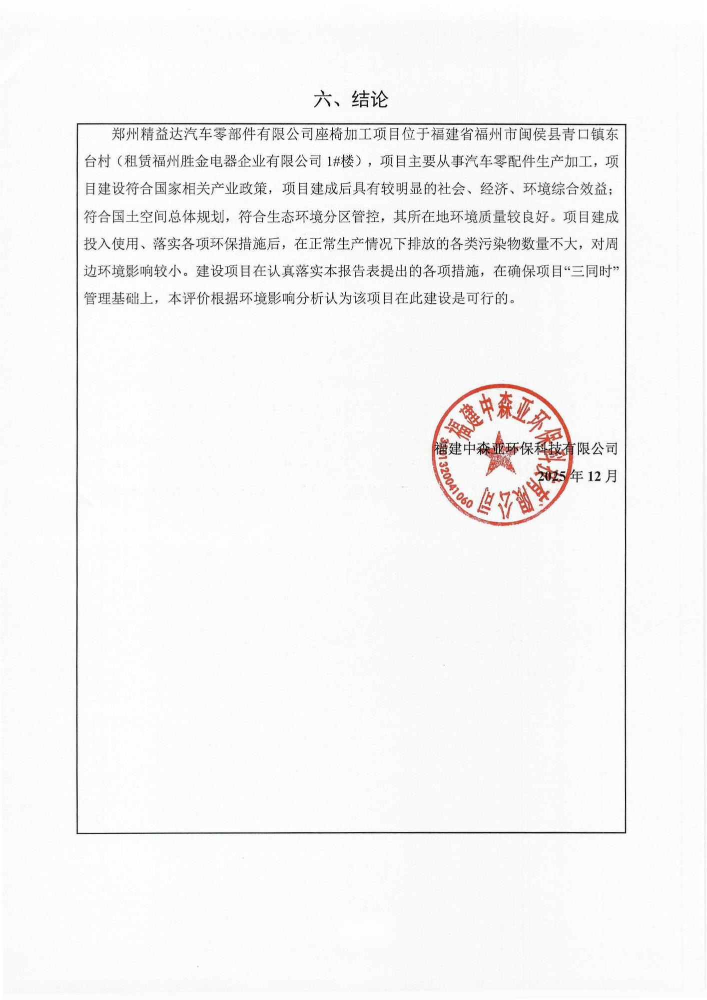 六、结论
郑州精益达汽车零部件有限公司座椅加工项目位于福建省福州市闽侯县青口镇东
台村（租赁福州胜金电器企业有限公司 1#楼），项目主要从事汽车零配件生产加工，项
目建设符合国家相关产业政策，项目建成后具有较明显的社会、经济、环境综合效益；
符合国土空间总体规划，符合生态环境分区管控，其所在地环境质量较良好。项目建成
投入使用、落实各项环保措施后，在正常生产情况下排放的各类污染物数量不大，对周
边环境影响较小。建设项目在认真落实本报告表提出的各项措施，在确保项目“三同时”
管理基础上，本评价根据环境影响分析认为该项目在此建设是可行的。
福建中森亚环保科技有限公司
福建中森亚环保科技有限公司
2025 年 12 月